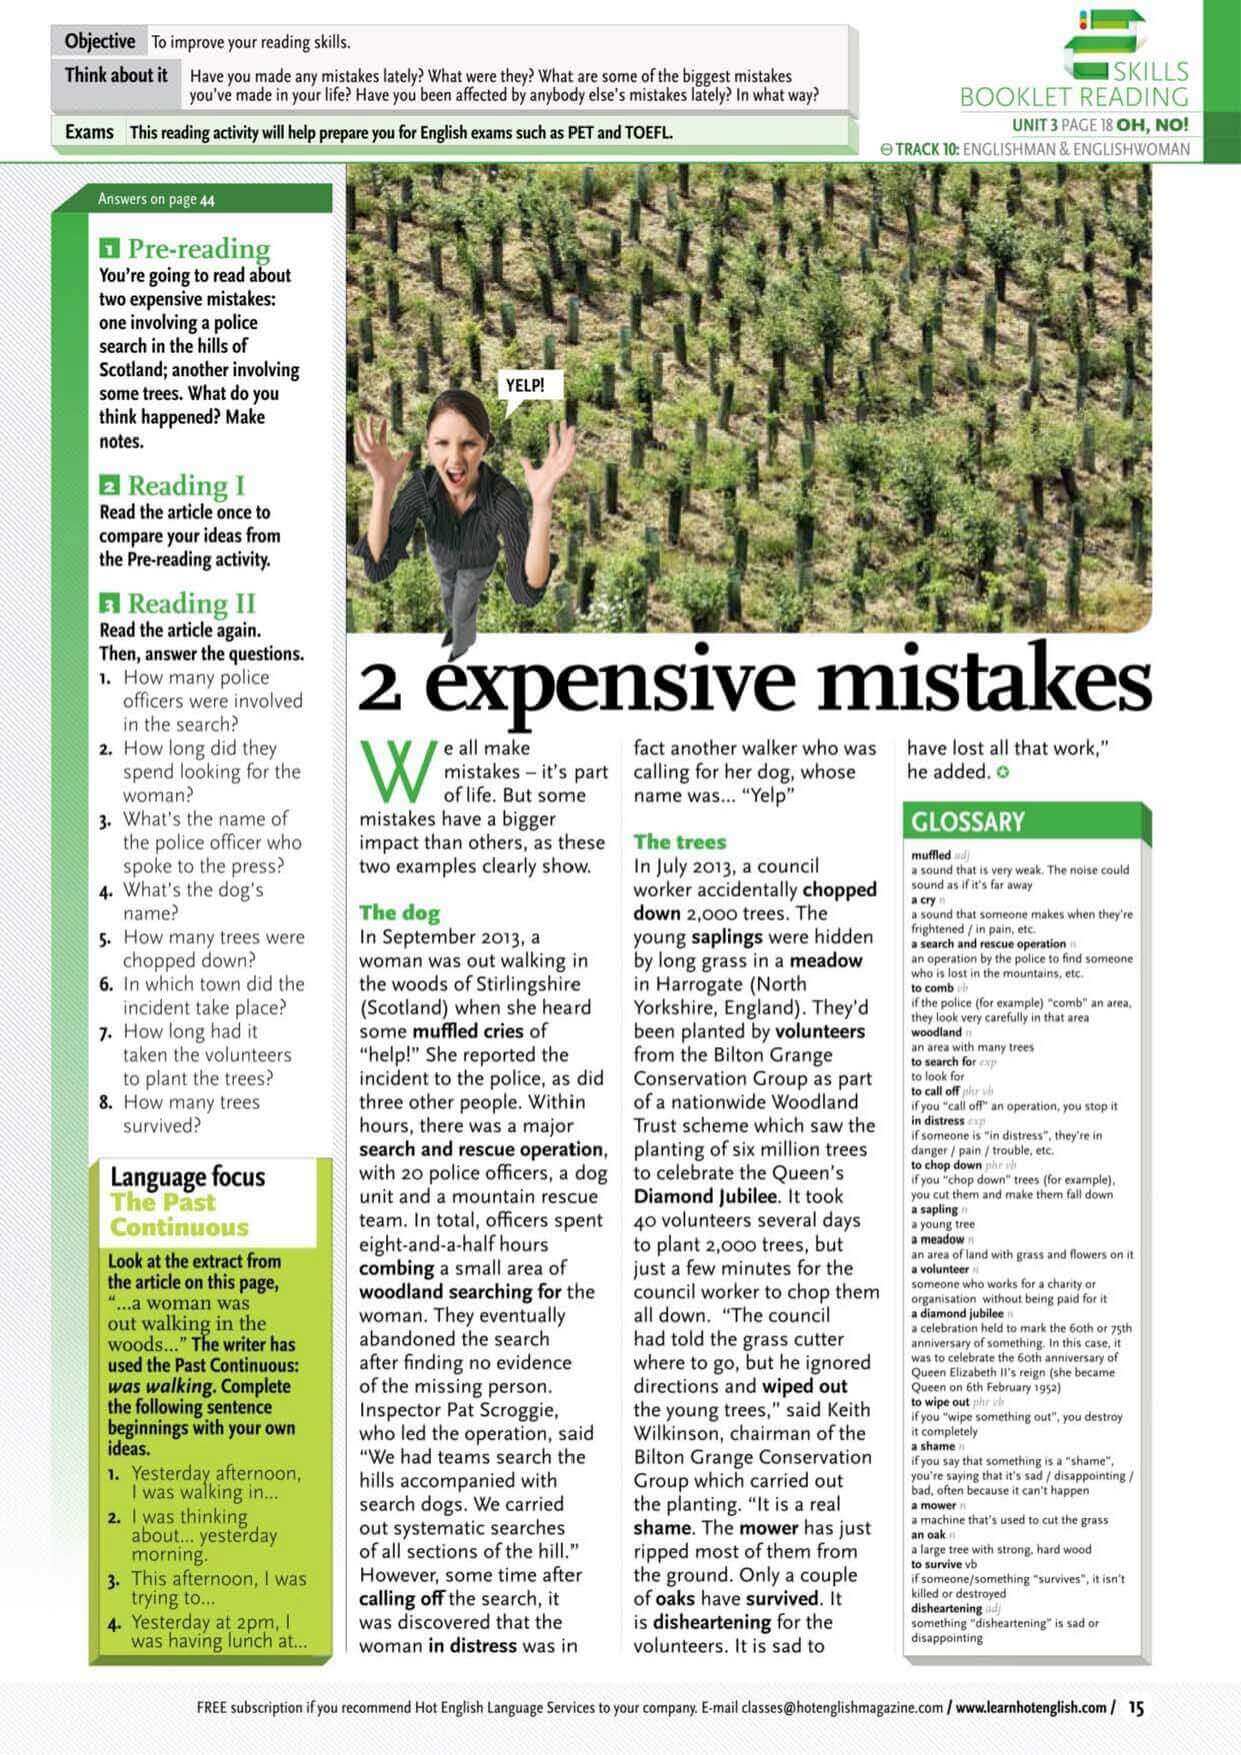 Objective To improve your reading skills.
Think about it Have you made any mistakes lately? What were they? What are some of the biggest mistakes
you've made in your life? Have you been affected by anybody else's mistakes lately? In what way?
Exams This reading activity will help prepare you for English exams such as PET and TOEFL.
SKILLS
BOOKLET READING
UNIT 3 PAGE 18 OH, NO!
TRACK 10: ENGLISHMAN & ENGLISHWOMAN
Answers on page 44
1 Pre-reading
You're going to read about
two expensive mistakes:
one involving a police
search in the hills of
Scotland; another involving
some trees. What do you
think happened? Make
notes.
2 Reading I
Read the article once to
compare your ideas from
the Pre-reading activity.
3 Reading II
Read the article again.
Then, answer the questions.
1. How many police
officers were involved
in the search?
2. How long did they
spend looking for the
woman?
3. What's the name of
the police officer who
spoke to the press?
4. What's the dog's
name?
5. How many trees were
chopped down?
6. In which town did the
incident take place?
7. How long had it
taken the volunteers
to plant the trees?
8. How many trees
survived?
Language focus
The Past
Continuous
Look at the extract from
the article on this page,
"...a woman was
out walking in the
woods..." The writer has
used the Past Continuous:
was walking. Complete
the following sentence
beginnings with your own
ideas.
1. Yesterday afternoon,
I was walking in...
2. I was thinking
about... yesterday
morning.
3. This afternoon, I was
trying to...
4. Yesterday at 2pm, I
was having lunch at...
YELP!
2 expensive mistakes
We all make
mistakes – it's part
of life. But some
mistakes have a bigger
impact than others, as these
two examples clearly show.
The dog
In September 2013, a
woman was out walking in
the woods of Stirlingshire
(Scotland) when she heard
some muffled cries of
"help!" She reported the
incident to the police, as did
three other people. Within
hours, there was a major
search and rescue operation,
with 20 police officers, a dog
unit and a mountain rescue
team. In total, officers spent
eight-and-a-half hours
combing a small area of
woodland searching for the
woman. They eventually
abandoned the search
after finding no evidence
of the missing person.
Inspector Pat Scroggie,
who led the operation, said
"We had teams search the
hills accompanied with
search dogs. We carried
out systematic searches
of all sections of the hill."
However, some time after
calling off the search, it
was discovered that the
woman in distress was in
fact another walker who was
calling for her dog, whose
name was... "Yelp"
The trees
In July 2013, a council
worker accidentally chopped
down 2,000 trees. The
young saplings were hidden
by long grass in a meadow
in Harrogate (North
Yorkshire, England). They'd
been planted by volunteers
from the Bilton Grange
Conservation Group as part
of a nationwide Woodland
Trust scheme which saw the
planting of six million trees
to celebrate the Queen's
Diamond Jubilee. It took
40 volunteers several days
to plant 2,000 trees, but
just a few minutes for the
council worker to chop them
all down. "The council
had told the grass cutter
where to go, but he ignored
directions and wiped out
the young trees," said Keith
Wilkinson, chairman of the
Bilton Grange Conservation
Group which carried out
the planting. "It is a real
shame. The mower has just
ripped most of them from
the ground. Only a couple
of oaks have survived. It
is disheartening for the
volunteers. It is sad to
have lost all that work,"
he added.
GLOSSARY
muffled adj
a sound that is very weak. The noise could
sound as if it's far away
a cry n
a sound that someone makes when they're
frightened / in pain, etc.
a search and rescue operation n
an operation by the police to find someone
who is lost in the mountains, etc.
to comb vb
if the police (for example) "comb" an area,
they look very carefully in that area
woodland n
an area with many trees
to search for exp
to look for
to call off phr vb
if you "call off" an operation, you stop it
in distress exp
if someone is "in distress", they're in
danger / pain / trouble, etc.
to chop down phr vb
if you "chop down" trees (for example),
you cut them and make them fall down
a sapling n
a young tree
a meadow n
an area of land with grass and flowers on it
a volunteer n
someone who works for a charity or
organisation without being paid for it
a diamond jubilee n
a celebration held to mark the 60th or 75th
anniversary of something. In this case, it
was to celebrate the 60th anniversary of
Queen Elizabeth II's reign (she became
Queen on 6th February 1952)
to wipe out phr vb
if you "wipe something out", you destroy
it completely
a shame n
if you say that something is a "shame",
you're saying that it's sad / disappointing /
bad, often because it can't happen
a mower n
a machine that's used to cut the grass
an oak n
a large tree with strong, hard wood
to survive vb
if someone/something "survives", it isn't
killed or destroyed
disheartening adj
something "disheartening" is sad or
disappointing
FREE subscription if you recommend Hot English Language Services to your company. E-mail classes@hotenglishmagazine.com / www.learnhotenglish.com / 15